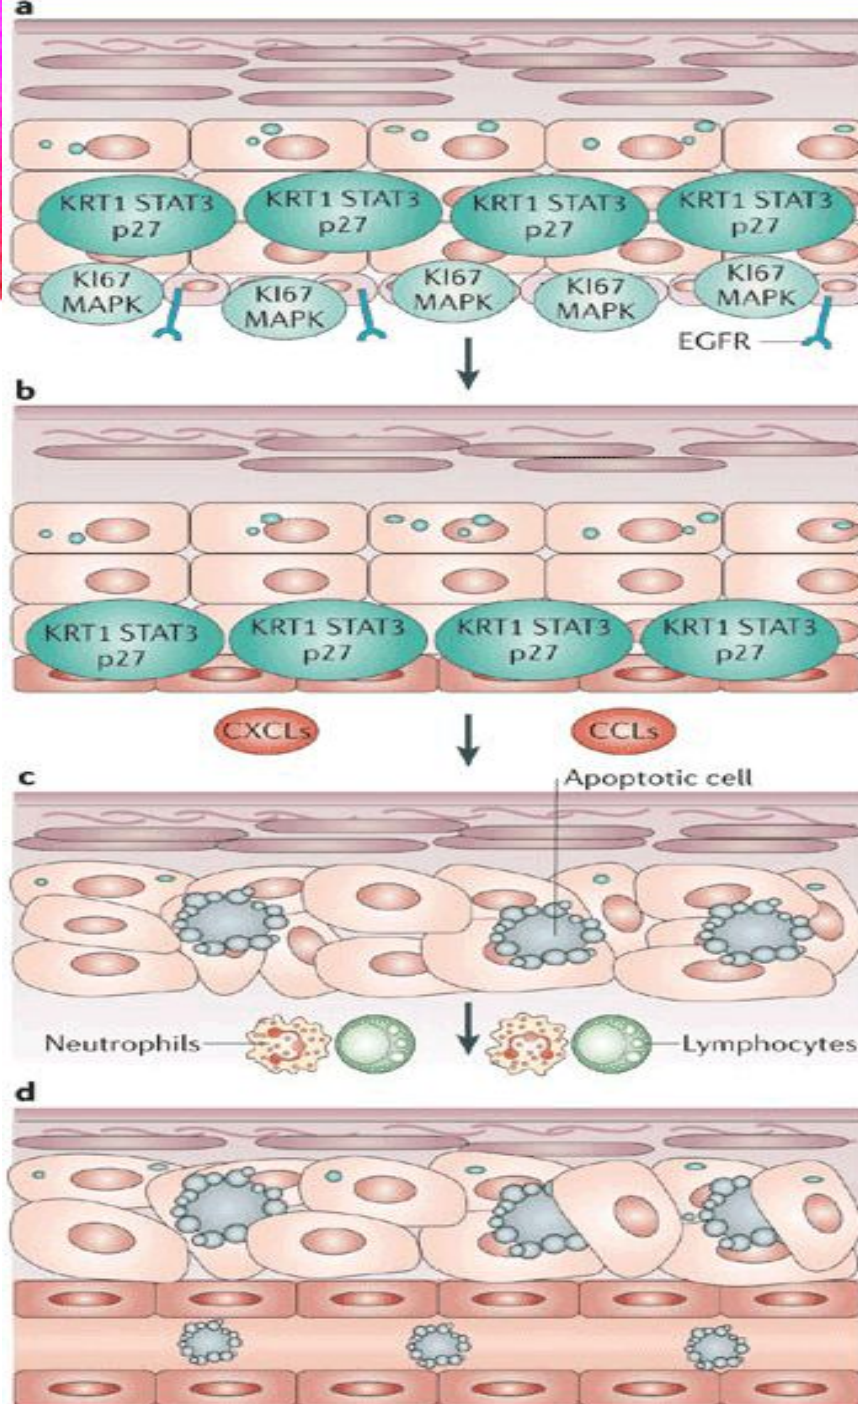 a
KRT1 STAT3
p27
KRT1 STAT3
p27
KRT1 STAT3
p27
KRT1 STAT3
p27
KI67
MAPK
KI67
MAPK
KI67
MAPK
KI67
MAPK
KI67
MAPK
EGFR
b
KRT1 STAT3
p27
KRT1 STAT3
p27
KRT1 STAT3
p27
KRT1 STAT3
p27
CXCLs
CCLs
c
Apoptotic cell
Neutrophils
Lymphocytes
d